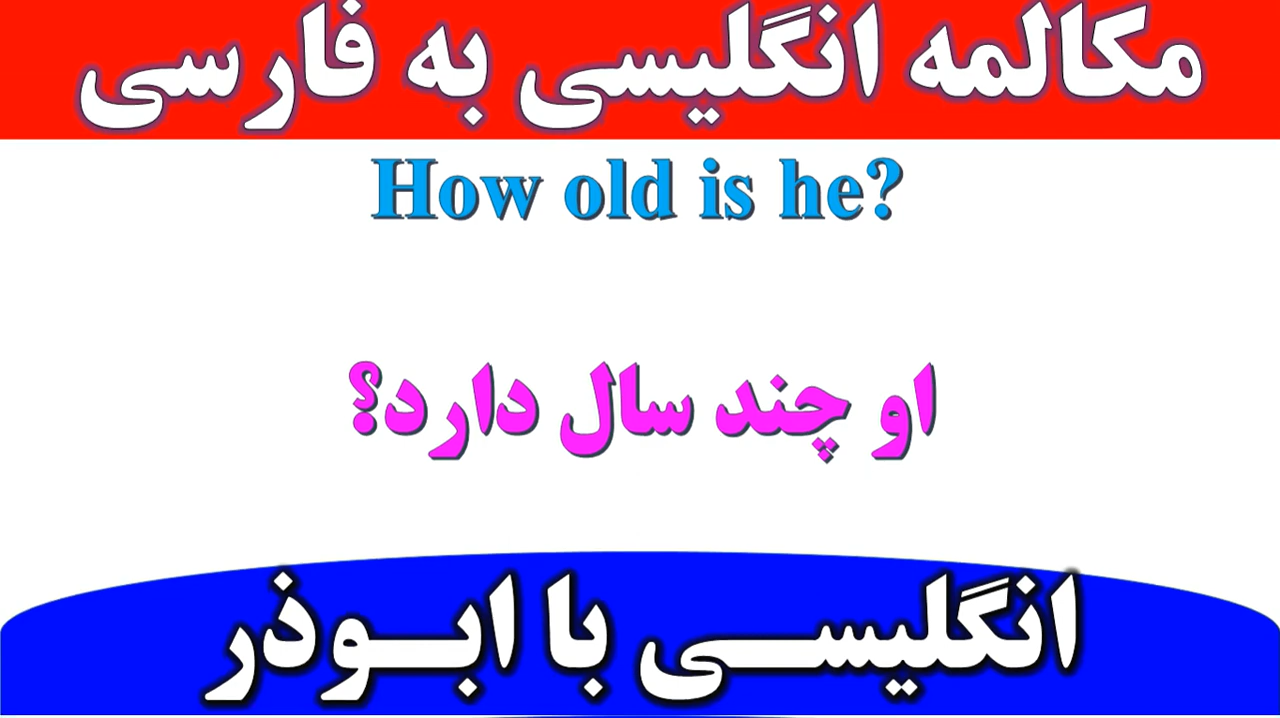 مکالمه انگلیسی به فارسی
How old is he?
او چند سال دارد؟
انگلیسی با ابوذر